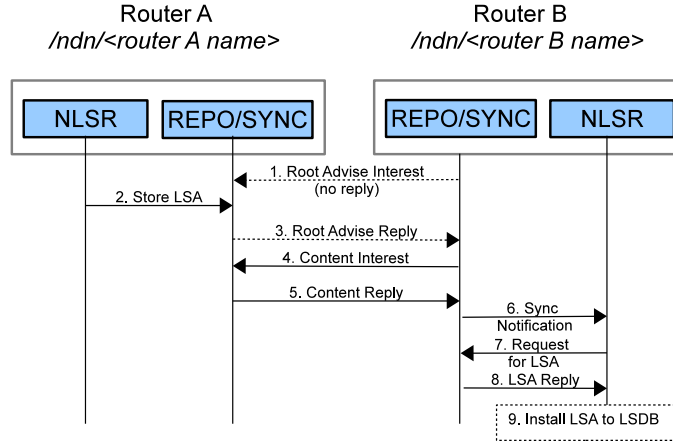 Router A
/ndn/<router A name>
Router B
/ndn/<router B name>
NLSR
REPO/SYNC
REPO/SYNC
NLSR
1. Root Advise Interest
(no reply)
2. Store LSA
3. Root Advise Reply
4. Content Interest
5. Content Reply
6. Sync
Notification
7. Request
for LSA
8. LSA Reply
9. Install LSA to LSDB